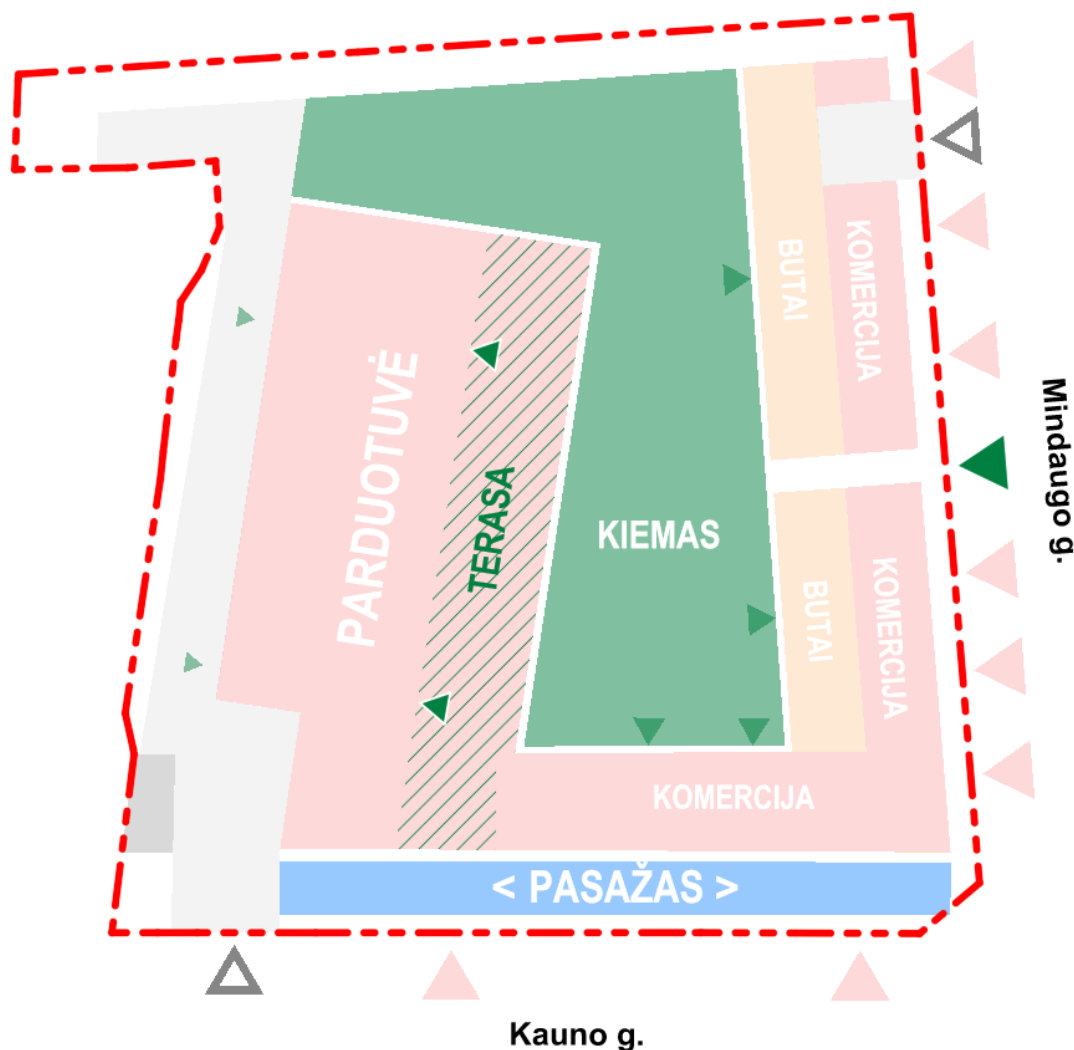 BUTAI
KOMERCIJA
PARDUOTUVĖ
TERASA
KIEMAS
Mindaugo g.
BUTAI
KOMERCIJA
KOMERCIJA
< PASAŽAS >
Kauno g.